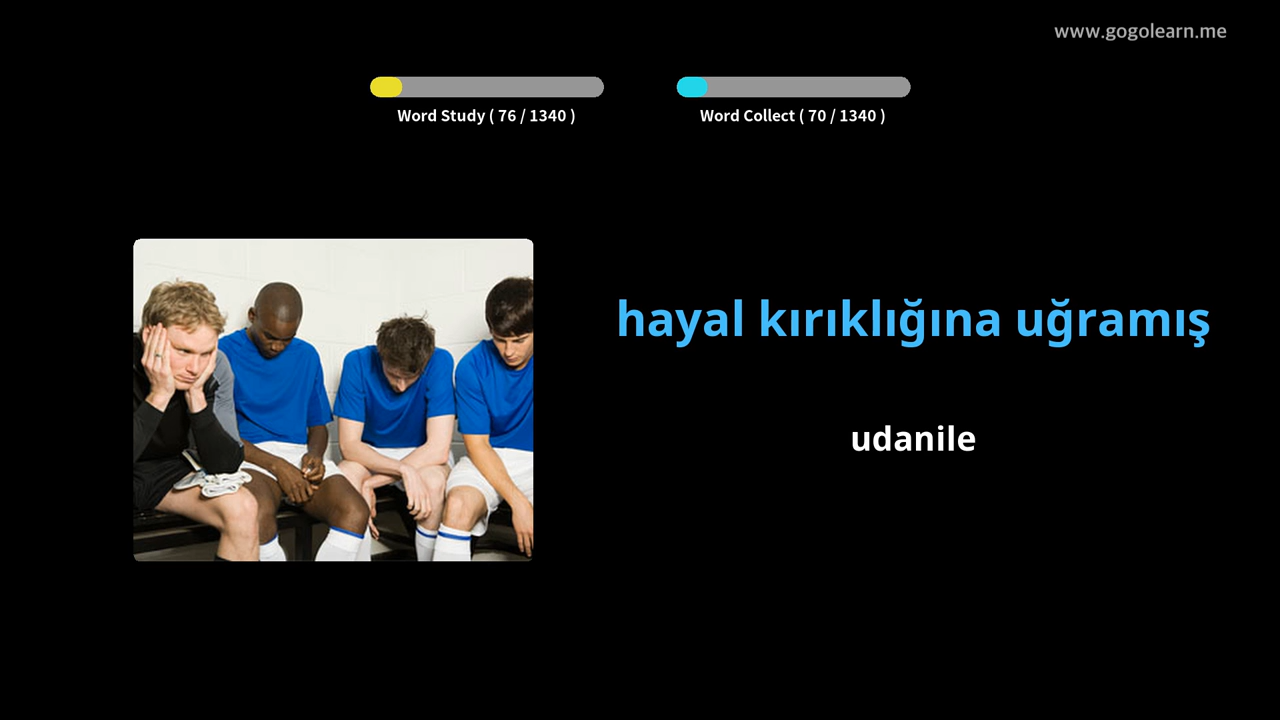 www.gogolearn.me
Word Study ( 76 / 1340 )
Word Collect ( 70 / 1340 )
hayal kırıklığına uğramış
udanile